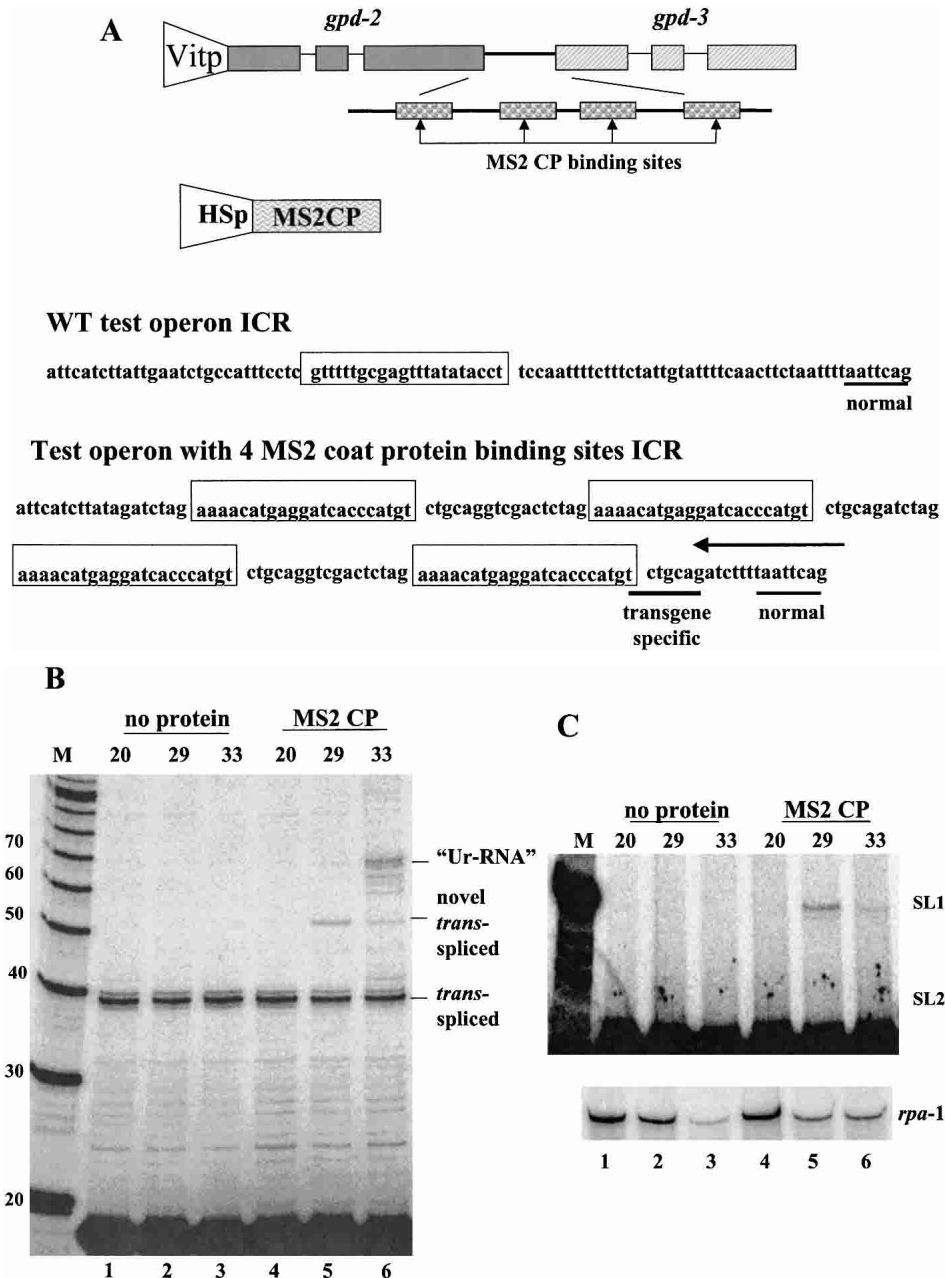 A
gpd-2 gpd-3
Vitp
MS2 CP binding sites
HSp MS2CP
WT test operon ICR
attcatcttattgaatctgccatttcctc gtttttgcgagtttatatacct tccaattttctttctattgtattttcaacttctaattttaattcag
normal
Test operon with 4 MS2 coat protein binding sites ICR
attcatcttatagatctag aaaacatgaggatcacccatgt ctgcaggtcgactctag aaaacatgaggatcacccatgt ctgcagatctag
aaaacatgaggatcacccatgt ctgcaggtcgactctag aaaacatgaggatcacccatgt ctgcagatcttttaattcag
transgene normal
specific
B
no protein MS2 CP
M 20 29 33 20 29 33
70
60
50
40
30
20
"Ur-RNA"
novel
trans-
spliced
trans-
spliced
1 2 3 4 5 6
C
no protein MS2 CP
M 20 29 33 20 29 33
SL1
SL2
rpa-1
1 2 3 4 5 6